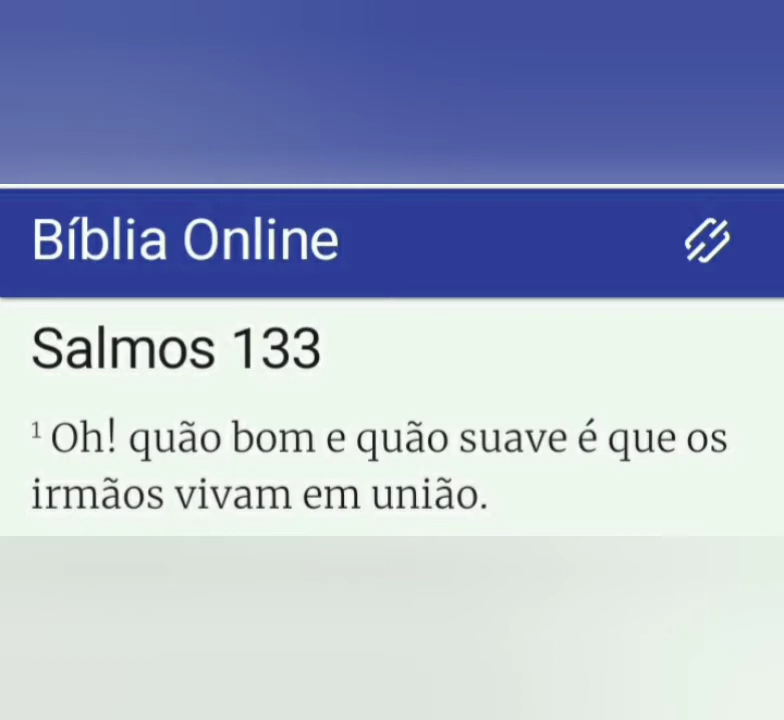 Bíblia Online
Salmos 133
1 Oh! quão bom e quão suave é que os
irmãos vivam em união.